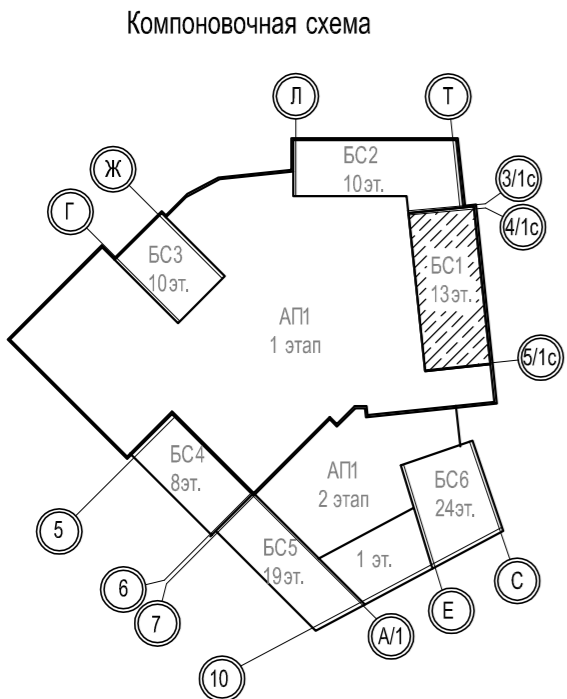 Компоновочная схема
Л
Т
БС2
10эт.
Ж
3/1с
4/1с
Г
БС3
10эт.
БС1
13эт.
АП1
1 этап
5/1с
БС4
8эт.
АП1
2 этап
БС6
24эт.
5
БС5
19эт.
1 эт.
6
7
С
Е
А/1
10